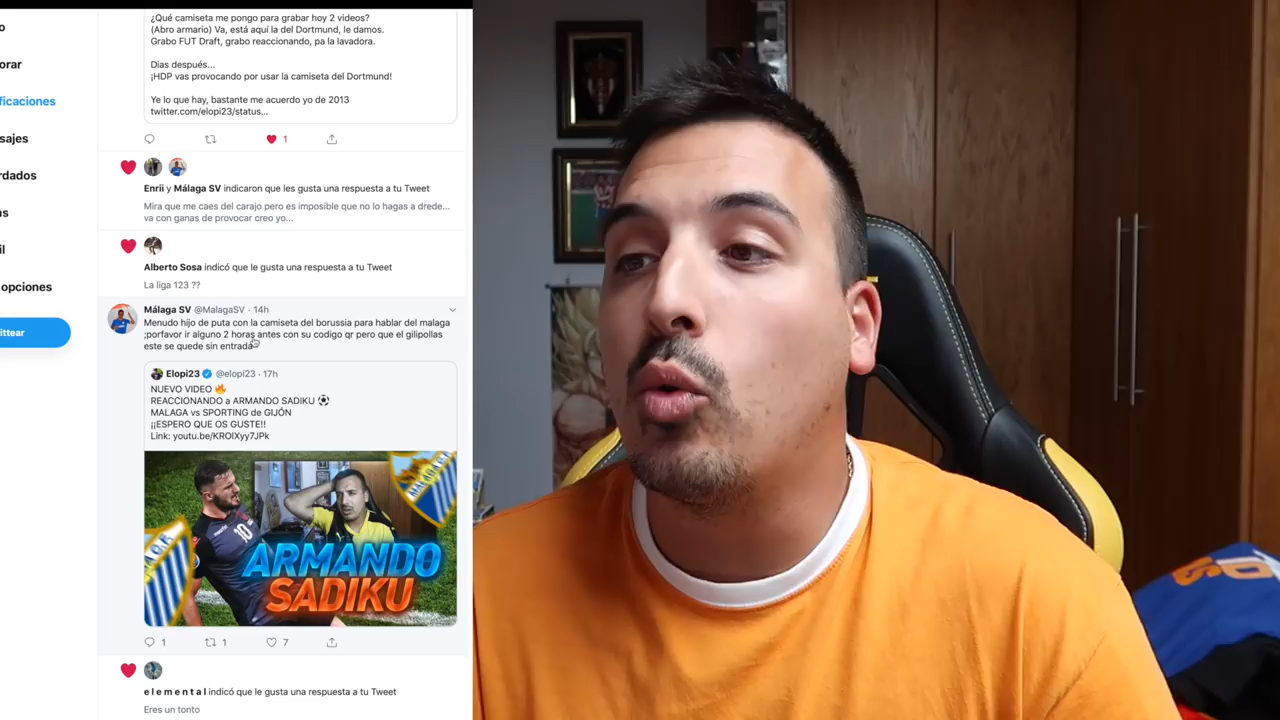 ¿Qué camiseta me pongo para grabar hoy 2 videos?
(Abro armario) Va, está aquí la del Dortmund, le damos.
Grabo FUT Draft, grabo reaccionando, pa la lavadora.
Dias después...
¡HDP vas provocando por usar la camiseta del Dortmund!
Ye lo que hay, bastante me acuerdo yo de 2013
twitter.com/elopi23/status...
1
o
orar
ficaciones
sajes
rdados
s
il
opciones
ttear
Enrii y Málaga SV indicaron que les gusta una respuesta a tu Tweet
Mira que me caes del carajo pero es imposible que no lo hagas a drede...
va con ganas de provocar creo yo...
Alberto Sosa indicó que le gusta una respuesta a tu Tweet
La liga 123 ??
Málaga SV @MalagaSV · 14h
Menudo hijo de puta con la camiseta del borussia para hablar del malaga
;porfavor ir alguno 2 horas antes con su codigo qr pero que el gilipollas
este se quede sin entrada
Elopi23 @elopi23 · 17h
NUEVO VIDEO
REACCIONANDO a ARMANDO SADIKU
MALAGA vs SPORTING de GIJÓN
¡¡ESPERO QUE OS GUSTE!!
Link: youtu.be/KROlXyy7JPk
10
ARMANDO
SADIKU
1 1 7
e l e m e n t a l indicó que le gusta una respuesta a tu Tweet
Eres un tonto